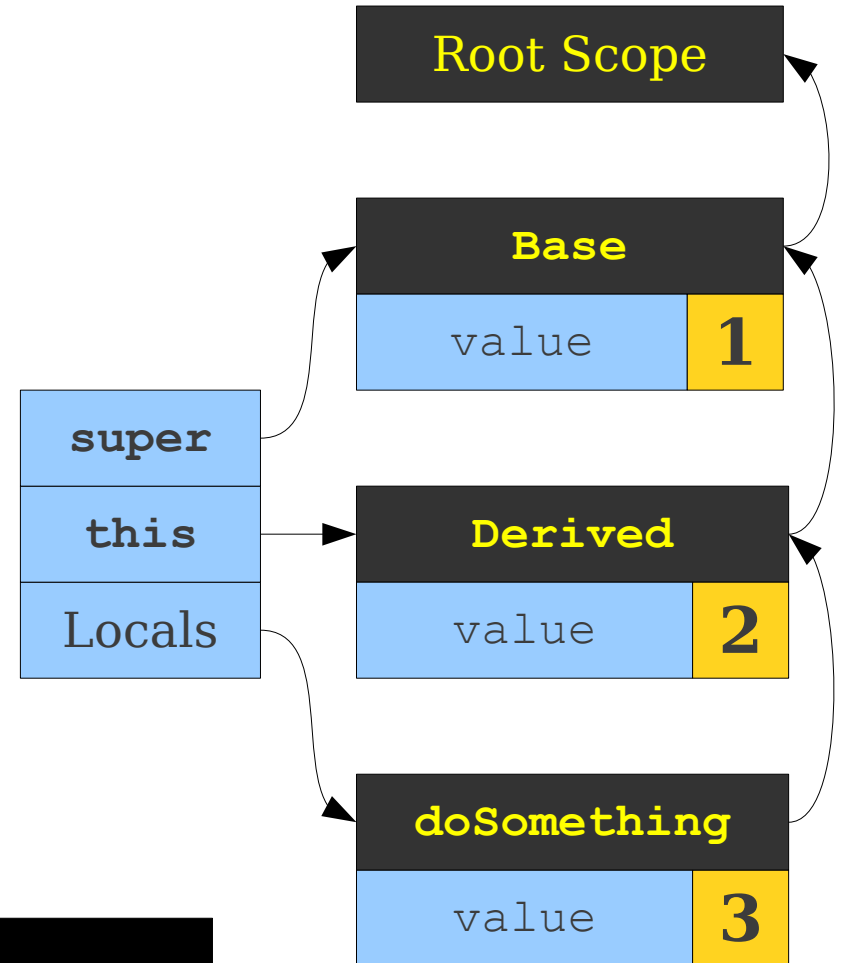 Root Scope
Base
value 1
super
this
Locals
Derived
value 2
doSomething
value 3